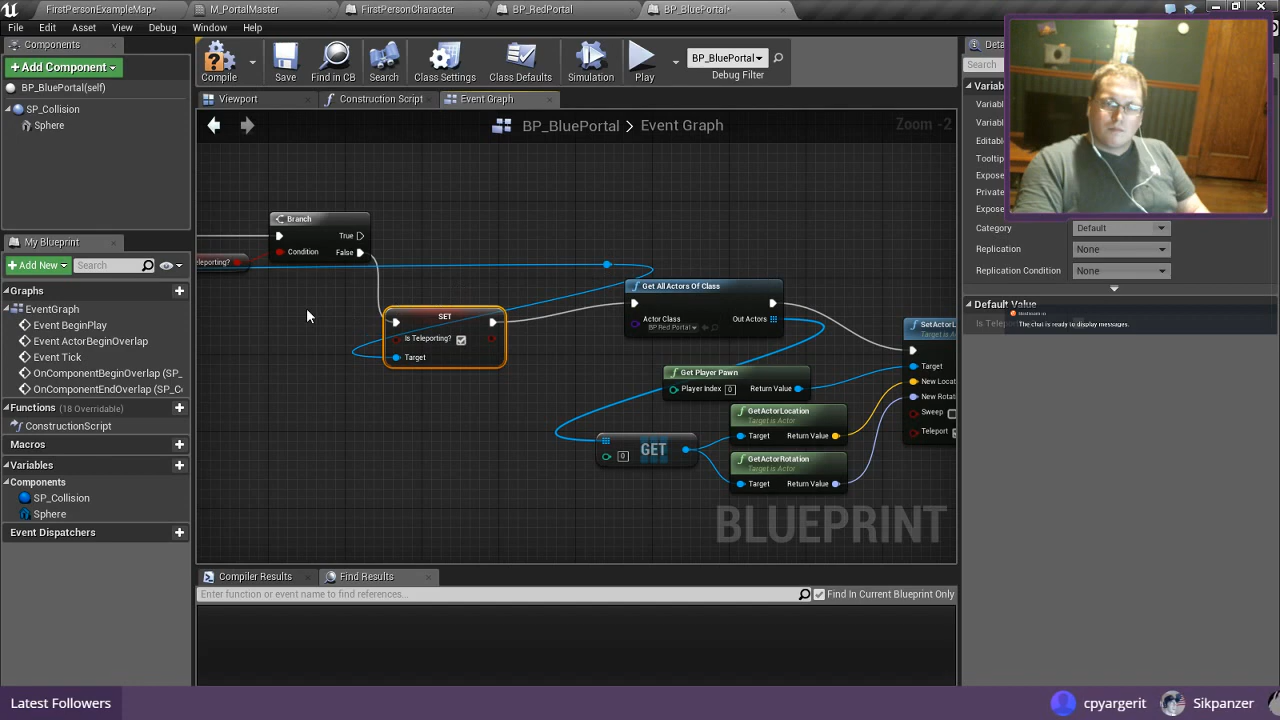 FirstPersonExampleMap*
M_PortalMaster
FirstPersonCharacter
BP_RedPortal
BP_BluePortal*
File
Edit
Asset
View
Debug
Window
Help
Components
+ Add Component
BP_BluePortal(self)
SP_Collision
Sphere
Compile
Save
Find in CB
Search
Class Settings
Class Defaults
Simulation
Play
BP_BluePortal
Debug Filter
Viewport
Construction Script
Event Graph
BP_BluePortal > Event Graph
Zoom -2
Branch
True
Condition
False
eleporting?
SET
Is Teleporting?
Target
Get All Actors Of Class
Actor Class
BP Red Portal
Out Actors
Get Player Pawn
Player Index 0
Return Value
GetActorLocation
Target is Actor
Target
Return Value
GetActorRotation
Target is Actor
Target
Return Value
GET
0
SetActorL
Target is
Target
New Locat
New Rotat
Sweep
Teleport
BLUEPRINT
My Blueprint
+ Add New
Search
Graphs
EventGraph
Event BeginPlay
Event ActorBeginOverlap
Event Tick
OnComponentBeginOverlap (SP_
OnComponentEndOverlap (SP_C
Functions (18 Overridable)
ConstructionScript
Macros
Variables
Components
SP_Collision
Sphere
Event Dispatchers
Compiler Results
Find Results
Enter function or event name to find references...
Find In Current Blueprint Only
Deta
Search
Variab
Variab
Variab
Editab
Tooltip
Expos
Private
Expos
Category
Default
Replication
None
Replication Condition
None
Default Value
Is Tele
The chat is ready to display messages.
Latest Followers
cpyargerit
Sikpanzer